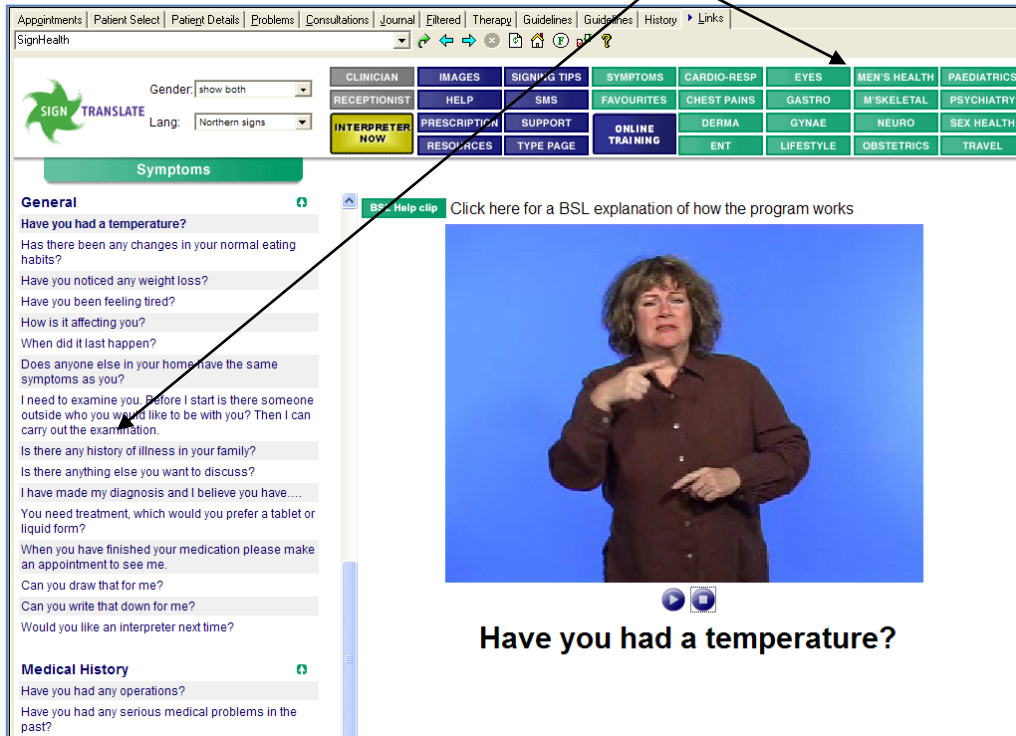 Appointments Patient Select Patient Details Problems Consultations Journal Filtered Therapy Guidelines Guidelines History Links
SignHealth
F ?
SIGN TRANSLATE
Gender: show both
Lang: Northern signs
CLINICIAN IMAGES SIGNING TIPS SYMPTOMS CARDIO-RESP EYES MEN'S HEALTH PAEDIATRICS
RECEPTIONIST HELP SMS FAVOURITES CHEST PAINS GASTRO M'SKELETAL PSYCHIATRY
INTERPRETER NOW PRESCRIPTION SUPPORT ONLINE TRAINING DERMA GYNAE NEURO SEX HEALTH
RESOURCES TYPE PAGE ENT LIFESTYLE OBSTETRICS TRAVEL
Symptoms
General
Have you had a temperature?
Has there been any changes in your normal eating
habits?
Have you noticed any weight loss?
Have you been feeling tired?
How is it affecting you?
When did it last happen?
Does anyone else in your home have the same
symptoms as you?
I need to examine you. Before I start is there someone
outside who you would like to be with you? Then I can
carry out the examination.
Is there any history of illness in your family?
Is there anything else you want to discuss?
I have made my diagnosis and I believe you have....
You need treatment, which would you prefer a tablet or
liquid form?
When you have finished your medication please make
an appointment to see me.
Can you draw that for me?
Can you write that down for me?
Would you like an interpreter next time?
Medical History
Have you had any operations?
Have you had any serious medical problems in the
past?
BSL Help clip Click here for a BSL explanation of how the program works
Have you had a temperature?